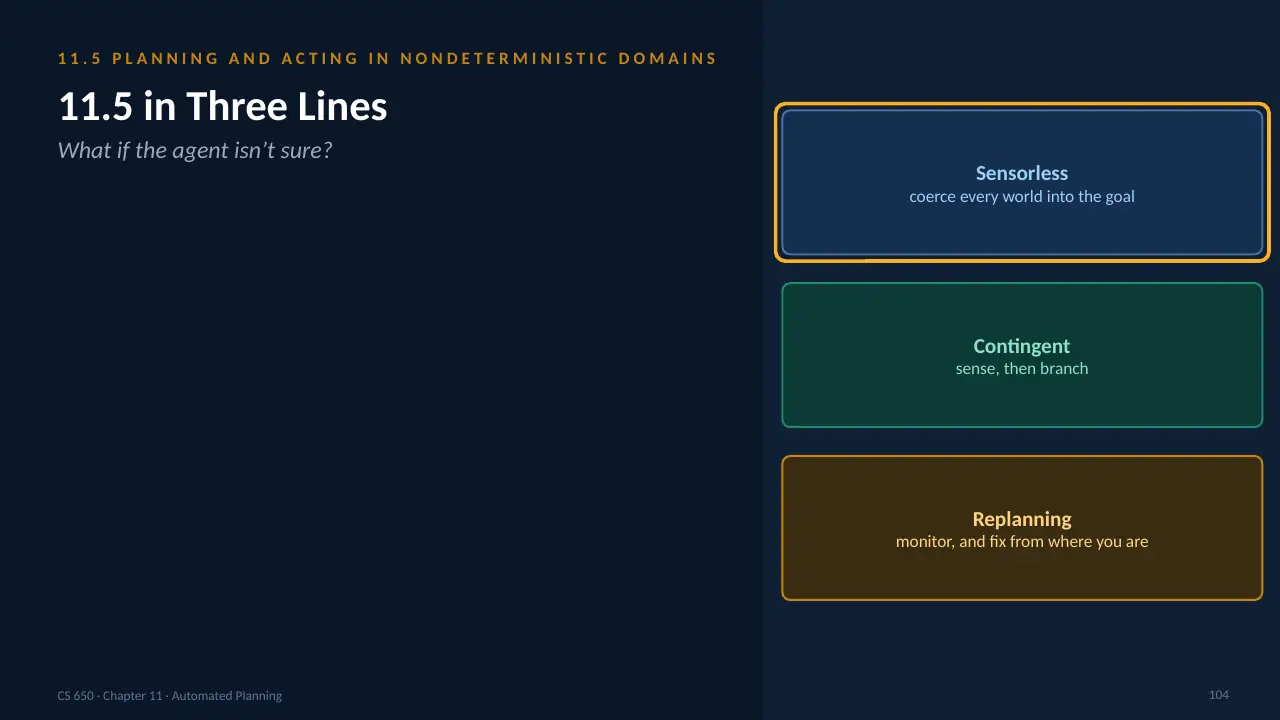 11.5 PLANNING AND ACTING IN NONDETERMINISTIC DOMAINS
11.5 in Three Lines
What if the agent isn’t sure?
Sensorless
coerce every world into the goal
Contingent
sense, then branch
Replanning
monitor, and fix from where you are
CS 650 · Chapter 11 · Automated Planning
104